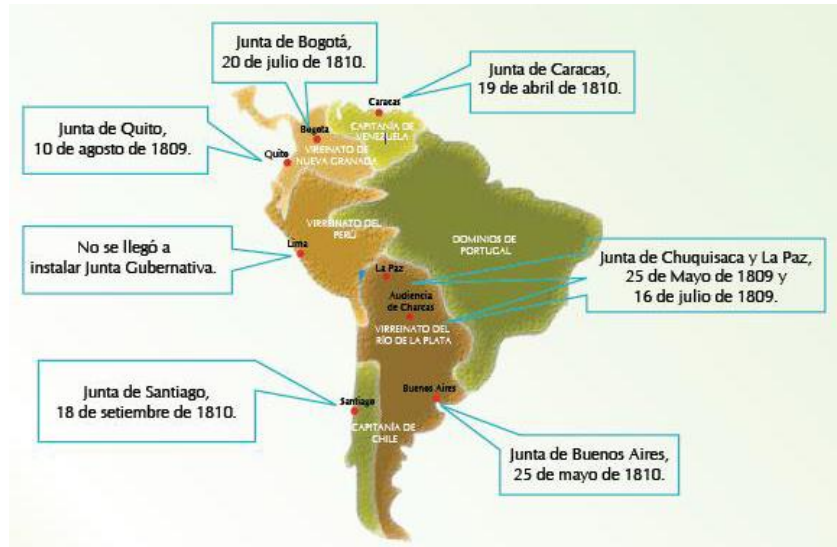 Junta de Bogotá,
20 de julio de 1810.
Junta de Caracas,
19 de abril de 1810.
Junta de Quito,
10 de agosto de 1809.
Caracas
CAPITANÍA DE
VENEZUELA
Bogota
VIREINATO DE
NUEVA GRANADA
Quito
No se llegó a
instalar Junta Gubernativa.
VIRREINATO DEL
PERÚ
Lima
DOMINIOS DE
PORTUGAL
Junta de Chuquisaca y La Paz,
25 de Mayo de 1809 y
16 de julio de 1809.
La Paz
Audiencia
de Charcas
VIRREINATO DEL
RÍO DE LA PLATA
Junta de Santiago,
18 de setiembre de 1810.
Santiago
CAPITANÍA DE
CHILE
Buenos Aires
Junta de Buenos Aires,
25 de mayo de 1810.